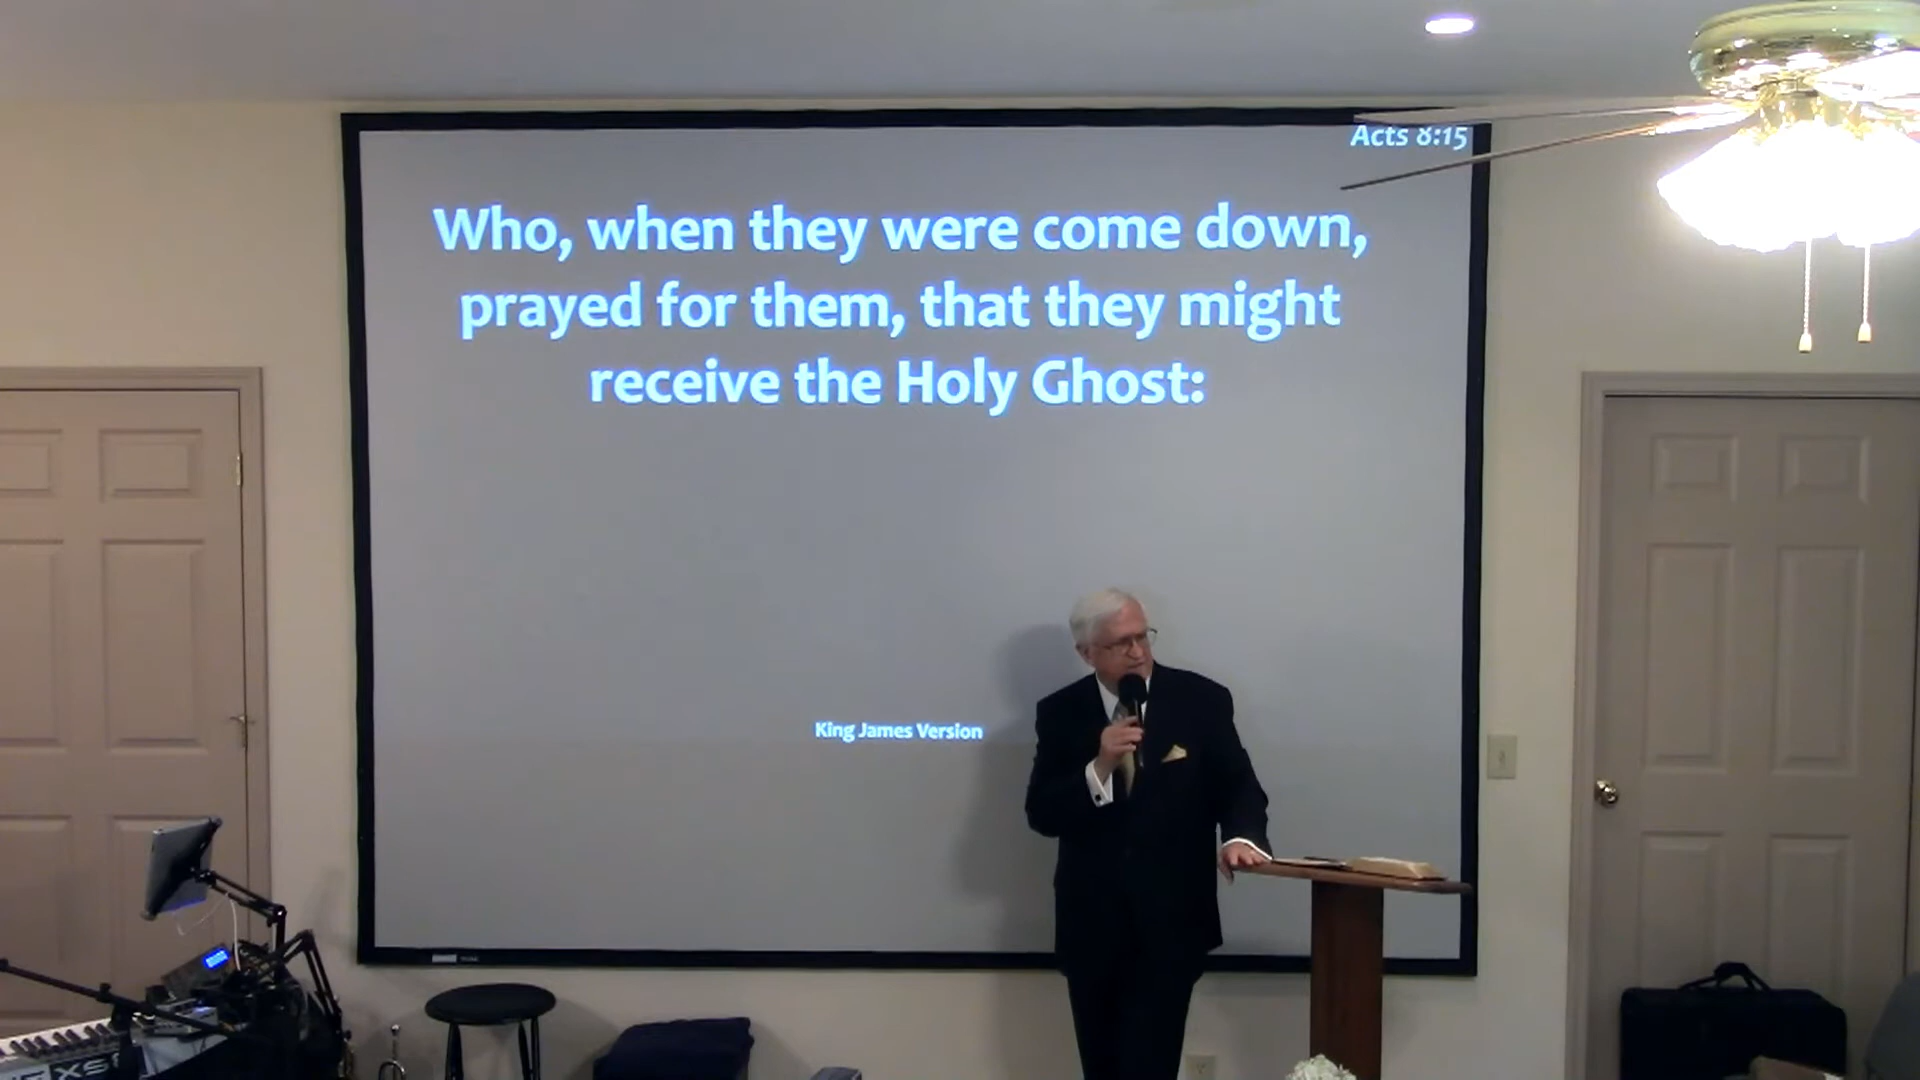 Acts 8:15
Who, when they were come down,
prayed for them, that they might
receive the Holy Ghost:
King James Version
XS